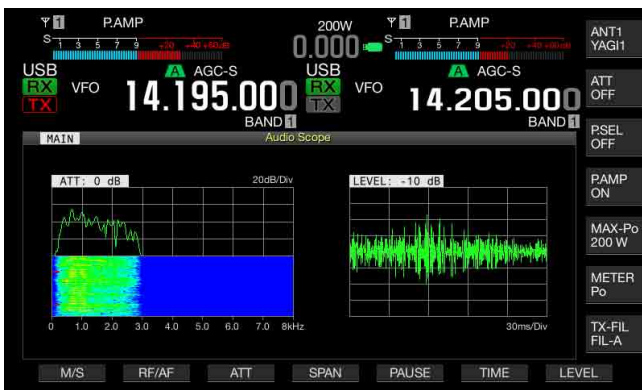 1 P.AMP 200W 1 P.AMP
S 1 3 5 7 9 +20 +40 +60dB 0.000 S 1 3 5 7 9 +20 +40 +60dB
USB A AGC-S USB A AGC-S
RX VFO 14.195.000 RX VFO 14.205.000
TX TX
BAND 1 BAND 1
MAIN Audio Scope
ATT: 0 dB 20dB/Div LEVEL: -10 dB
0 1.0 2.0 3.0 4.0 5.0 6.0 7.0 8kHz 30ms/Div
M/S RF/AF ATT SPAN PAUSE TIME LEVEL
ANT1
YAGI1
ATT
OFF
P.SEL
OFF
P.AMP
ON
MAX-Po
200 W
METER
Po
TX-FIL
FIL-A